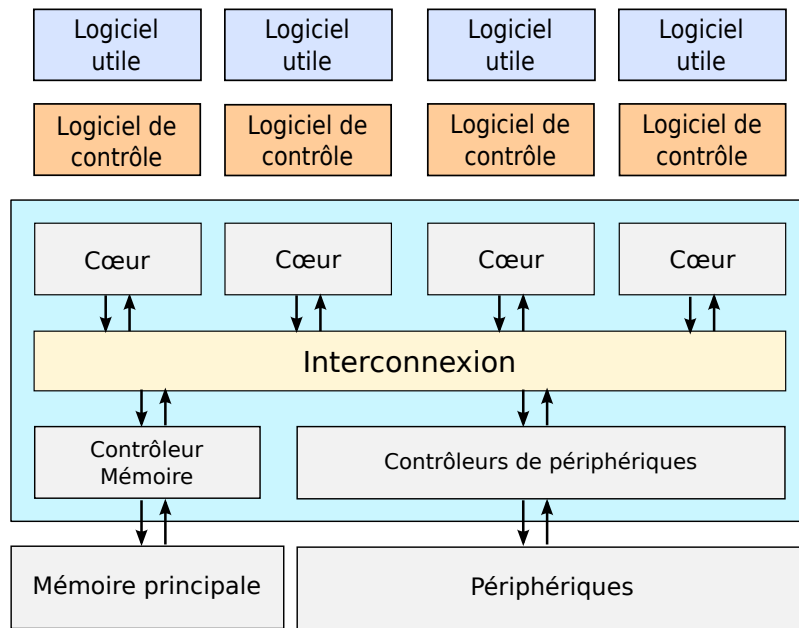 Logiciel
utile
Logiciel
utile
Logiciel
utile
Logiciel
utile
Logiciel de
contrôle
Logiciel de
contrôle
Logiciel de
contrôle
Logiciel de
contrôle
Cœur
Cœur
Cœur
Cœur
Interconnexion
Contrôleur
Mémoire
Contrôleurs de périphériques
Mémoire principale
Périphériques